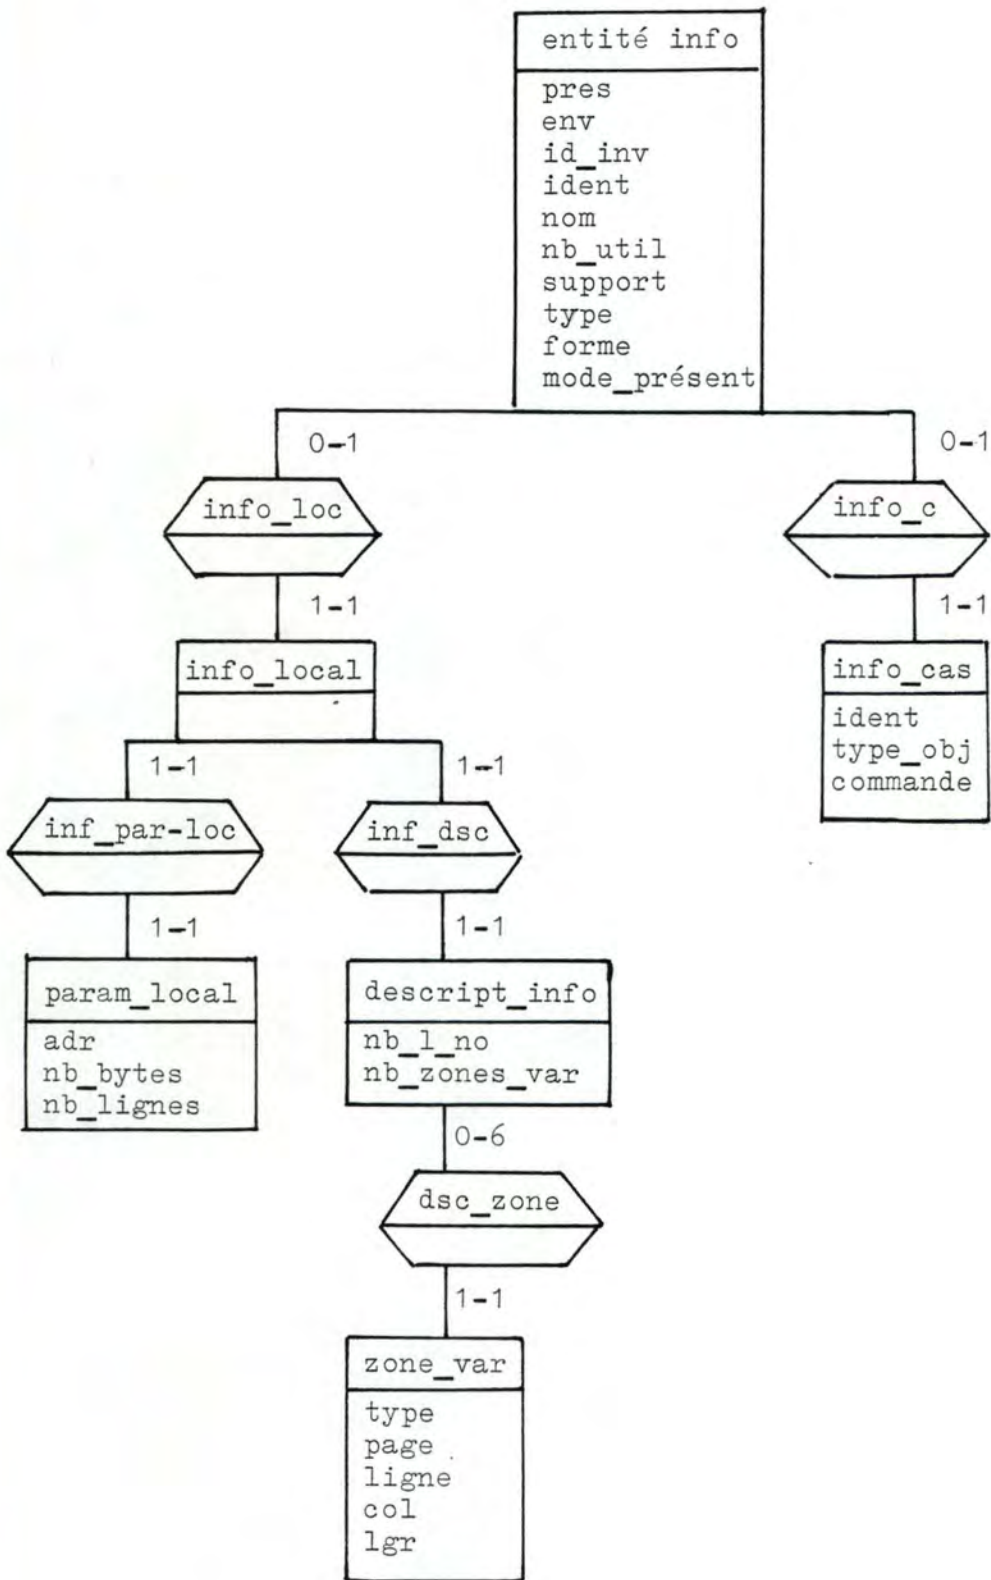 entité info
pres
env
id_inv
ident
nom
nb_util
support
type
forme
mode_présent
0-1
0-1
info_loc
info_c
1-1
1-1
info_local
info_cas
ident
type_obj
commande
1-1
1-1
inf_par-loc
inf_dsc
1-1
1-1
param_local
adr
nb_bytes
nb_lignes
descript_info
nb_l_no
nb_zones_var
0-6
dsc_zone
1-1
zone_var
type
page
ligne
col
lgr